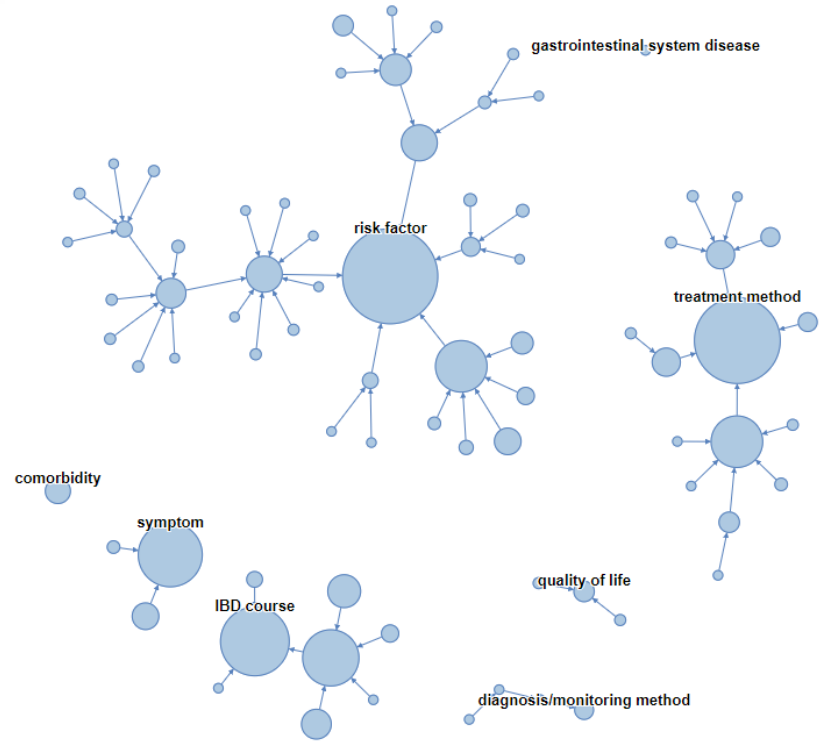 gastrointestinal system disease
risk factor
treatment method
comorbidity
symptom
quality of life
IBD course
diagnosis/monitoring method